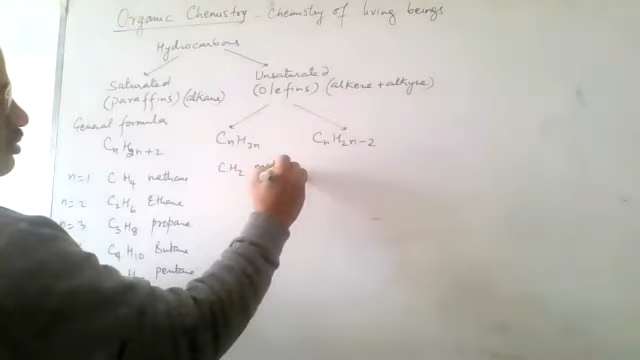 Organic Chemistry - Chemistry of living beings
Hydrocarbons
Saturated
(paraffins) (alkane)
Unsaturated
(Olefins) (alkene + alkyne)
General formula
CnH2n+2
CnH2n
CnH2n-2
n=1 CH4 methane
CH2
n=2 C2H6 Ethane
n=3 C3H8 propane
C4H10 Butane
H pentane